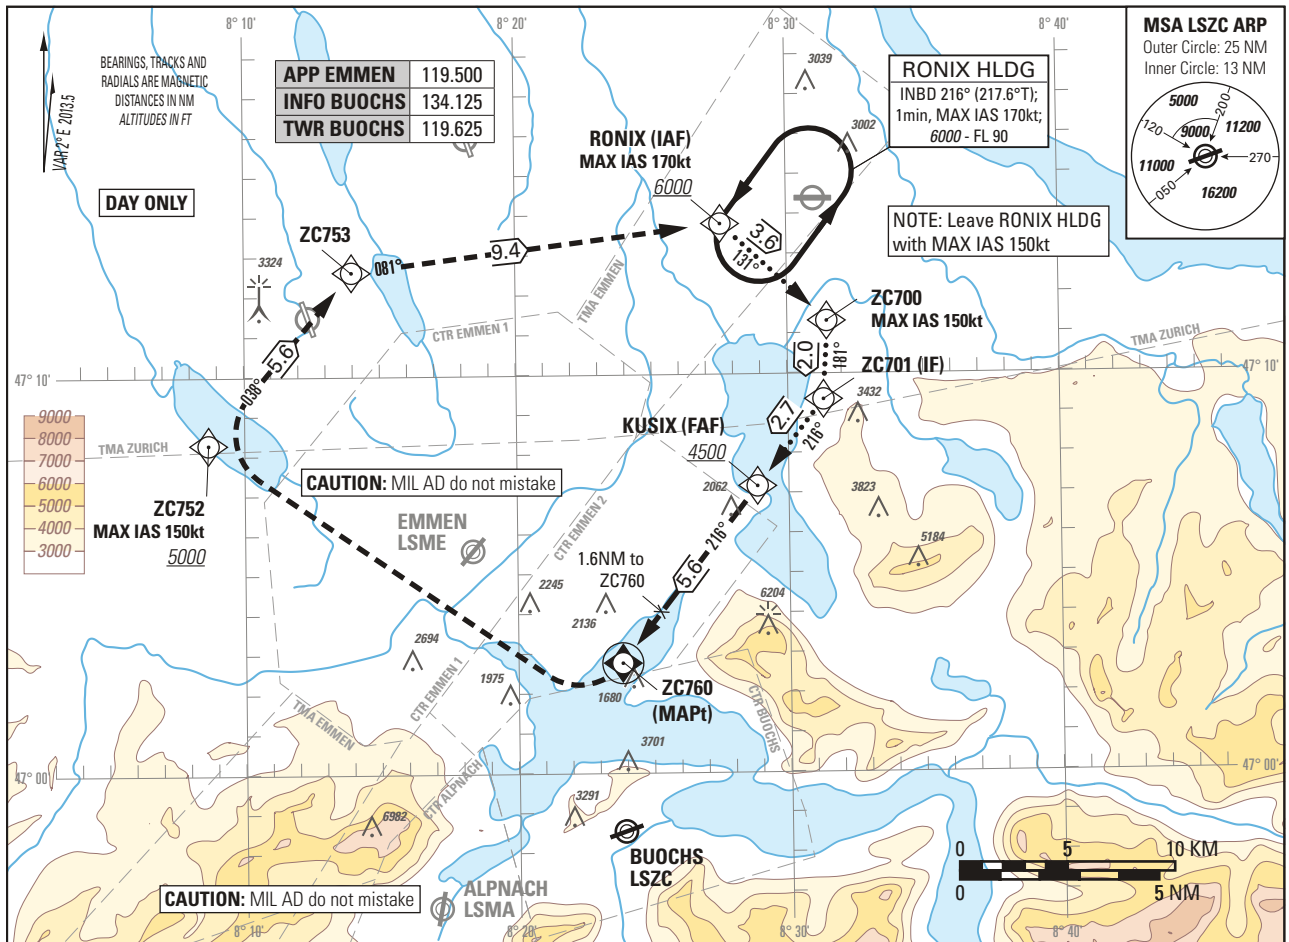 8° 10'
8° 20'
8° 30'
8° 40'
BEARINGS, TRACKS AND
RADIALS ARE MAGNETIC
DISTANCES IN NM
ALTITUDES IN FT
VAR 2° E 2013.5
APP EMMEN 119.500
INFO BUOCHS 134.125
TWR BUOCHS 119.625
DAY ONLY
RONIX (IAF)
MAX IAS 170kt
6000
3039
3002
RONIX HLDG
INBD 216° (217.6°T);
1min, MAX IAS 170kt;
6000 - FL 90
MSA LSZC ARP
Outer Circle: 25 NM
Inner Circle: 13 NM
5000
200
120
9000
11200
11000
270
050
16200
NOTE: Leave RONIX HLDG
with MAX IAS 150kt
ZC753
3324
081°
9.4
3.6
131°
TMA EMMEN
CTR EMMEN 1
ZC700
MAX IAS 150kt
TMA ZURICH
2.0
181°
ZC701 (IF)
5.6
038°
47° 10'
47° 10'
3432
2.7
216°
KUSIX (FAF)
4500
9000
8000
7000
6000
5000
4000
3000
TMA ZURICH
ZC752
MAX IAS 150kt
5000
CAUTION: MIL AD do not mistake
2062
3823
EMMEN
LSME
CTR EMMEN 2
216°
5184
1.6NM to
ZC760
5.6
2245
2136
6204
2694
1975
CTR EMMEN 1
1680
ZC760
(MAPt)
CTR BUOCHS
TMA EMMEN
3701
47° 00'
47° 00'
CTR ALPNACH
3291
6982
BUOCHS
LSZC
0 5 10 KM
0 5 NM
CAUTION: MIL AD do not mistake
ALPNACH
LSMA
8° 10'
8° 20'
8° 30'
8° 40'